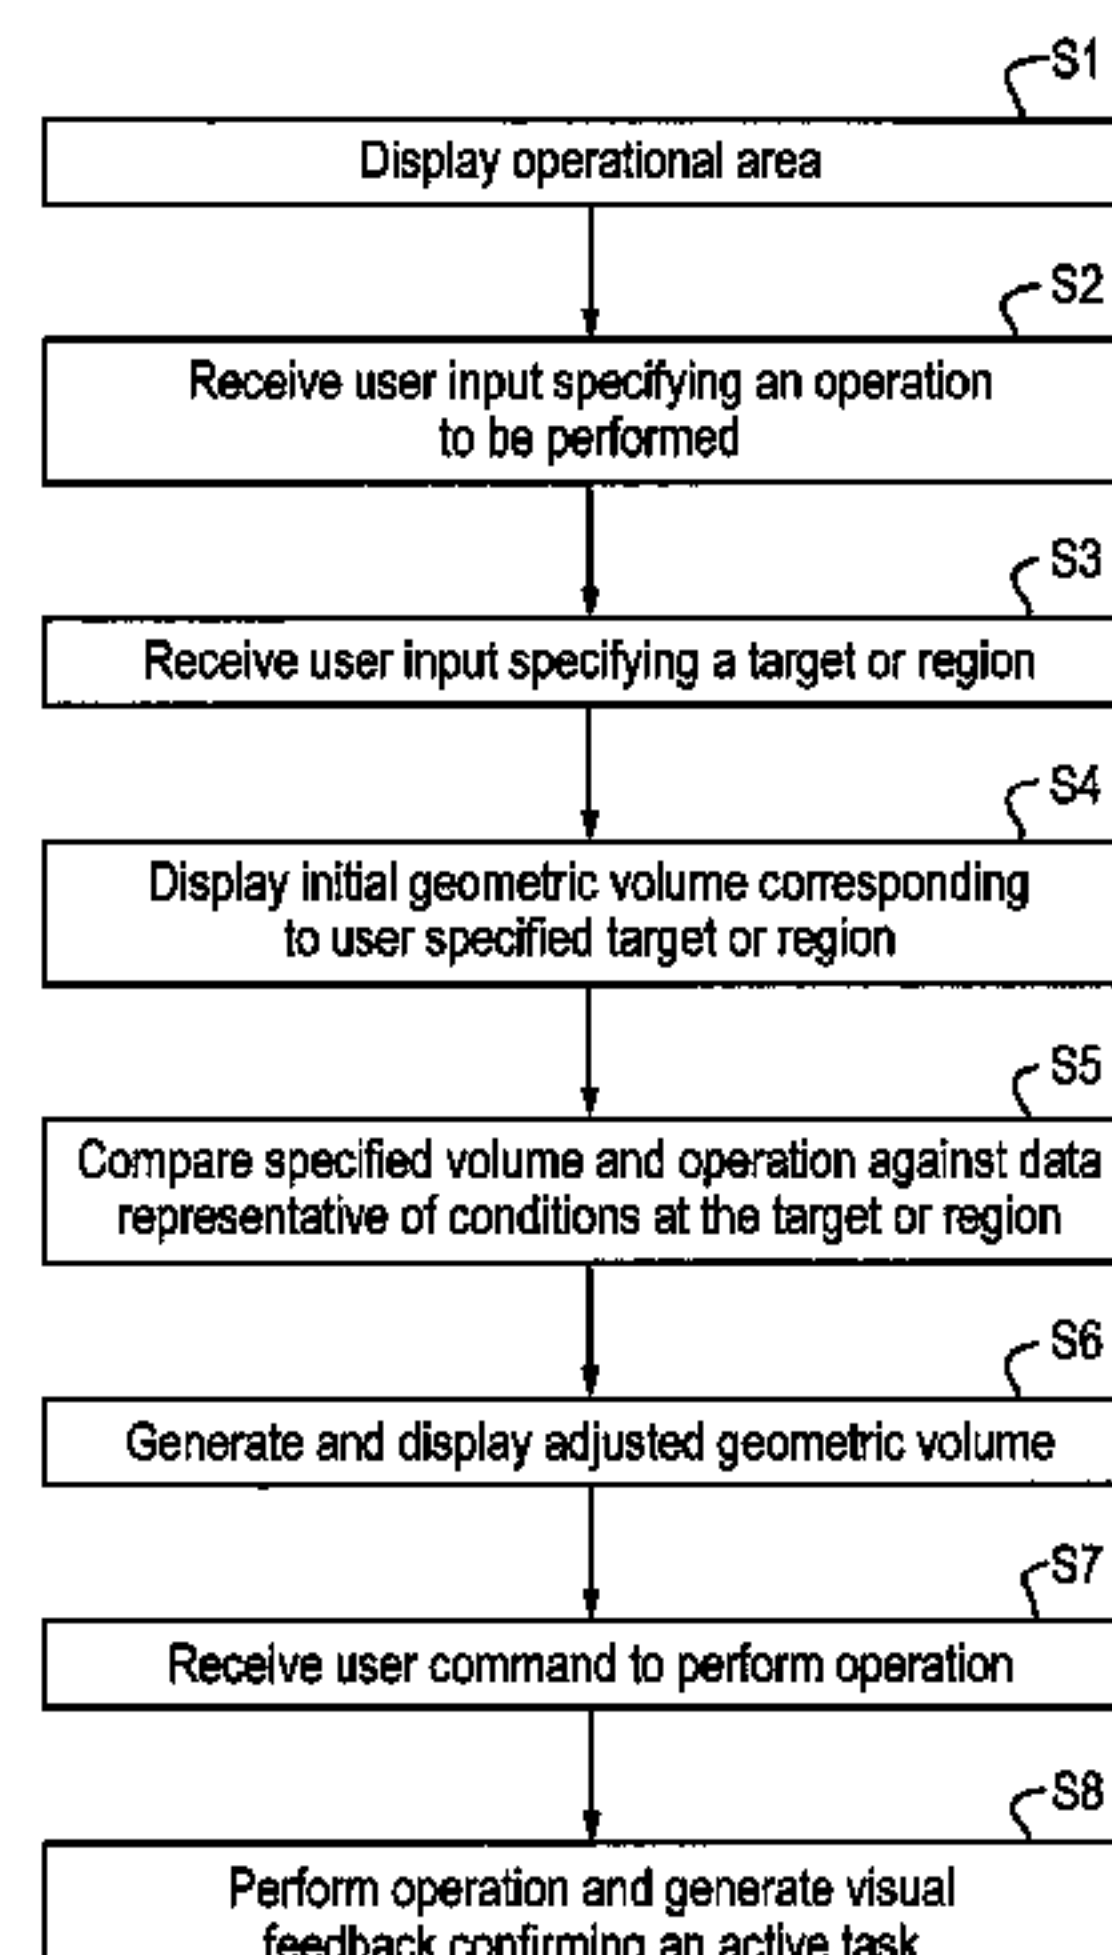 S1
Display operational area
S2
Receive user input specifying an operation
to be performed
S3
Receive user input specifying a target or region
S4
Display initial geometric volume corresponding
to user specified target or region
S5
Compare specified volume and operation against data
representative of conditions at the target or region
S6
Generate and display adjusted geometric volume
S7
Receive user command to perform operation
S8
Perform operation and generate visual
feedback confirming an active task